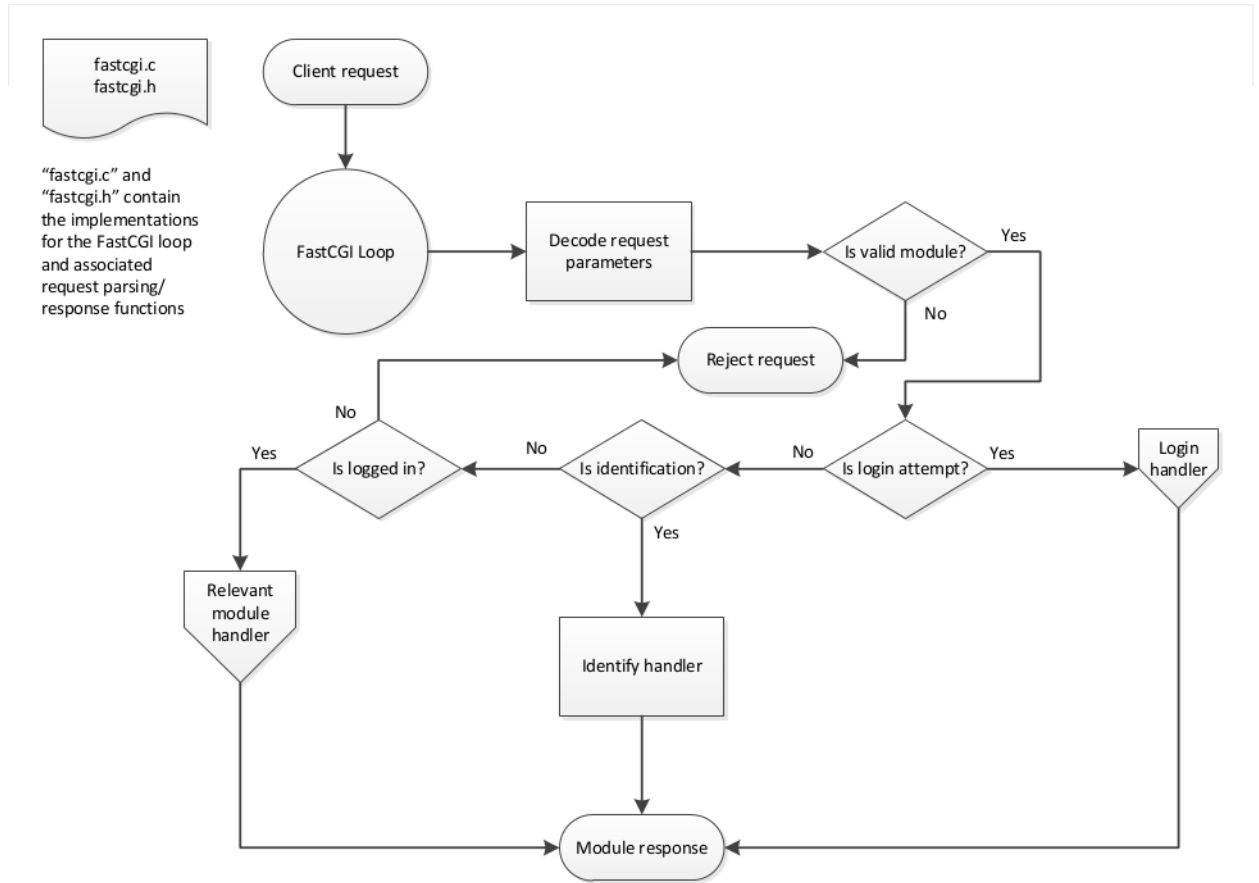 fastcgi.c
fastcgi.h
Client request
“fastcgi.c” and
“fastcgi.h” contain
the implementations
for the FastCGI loop
and associated
request parsing/
response functions
FastCGI Loop
Decode request
parameters
Is valid module?
Yes
No
Reject request
No
Yes
Is logged in?
No
Is identification?
No
Is login attempt?
Yes
Login
handler
Yes
Relevant
module
handler
Identify handler
Module response